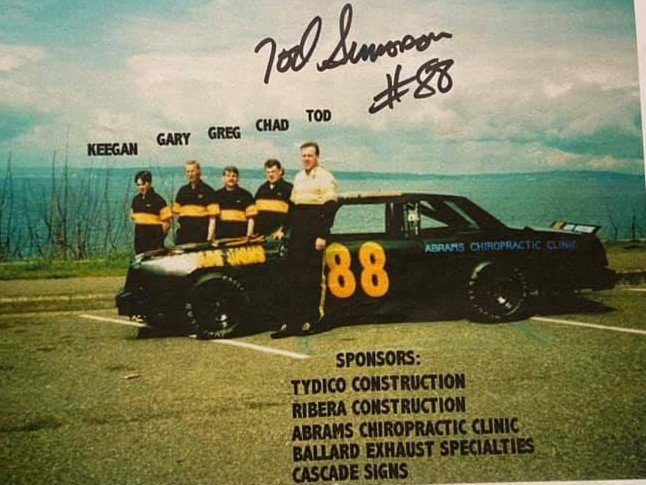 Tod Simonson
#88
TOD
CHAD
GREG
GARY
KEEGAN
88
ABRAMS CHIROPRACTIC CLINIC
SPONSORS:
TYDICO CONSTRUCTION
RIBERA CONSTRUCTION
ABRAMS CHIROPRACTIC CLINIC
BALLARD EXHAUST SPECIALTIES
CASCADE SIGNS